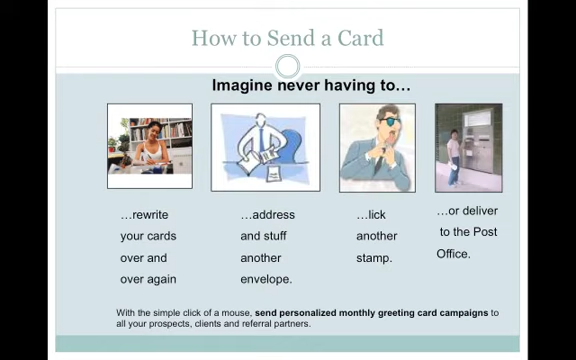 How to Send a Card
Imagine never having to…
…rewrite
your cards
over and
over again
…address
and stuff
another
envelope.
…lick
another
stamp.
…or deliver
to the Post
Office.
With the simple click of a mouse, send personalized monthly greeting card campaigns to
all your prospects, clients and referral partners.